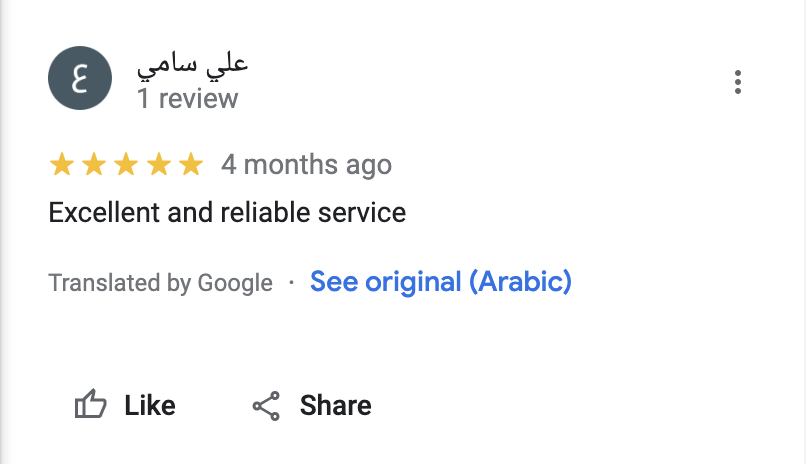 ع
علي سامي
1 review
4 months ago
Excellent and reliable service
Translated by Google · See original (Arabic)
Like
Share